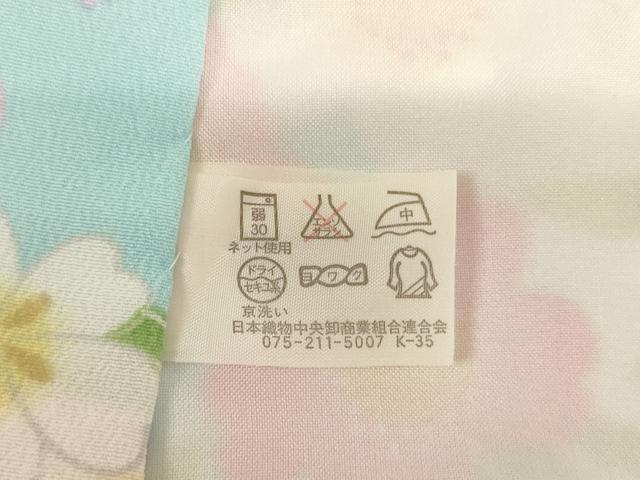 弱
30
エンソ
サラシ
中
ネット使用
ドライ
セキユ系
ヨワク
京洗い
日本織物中央卸商業組合連合会
075-211-5007 K-35